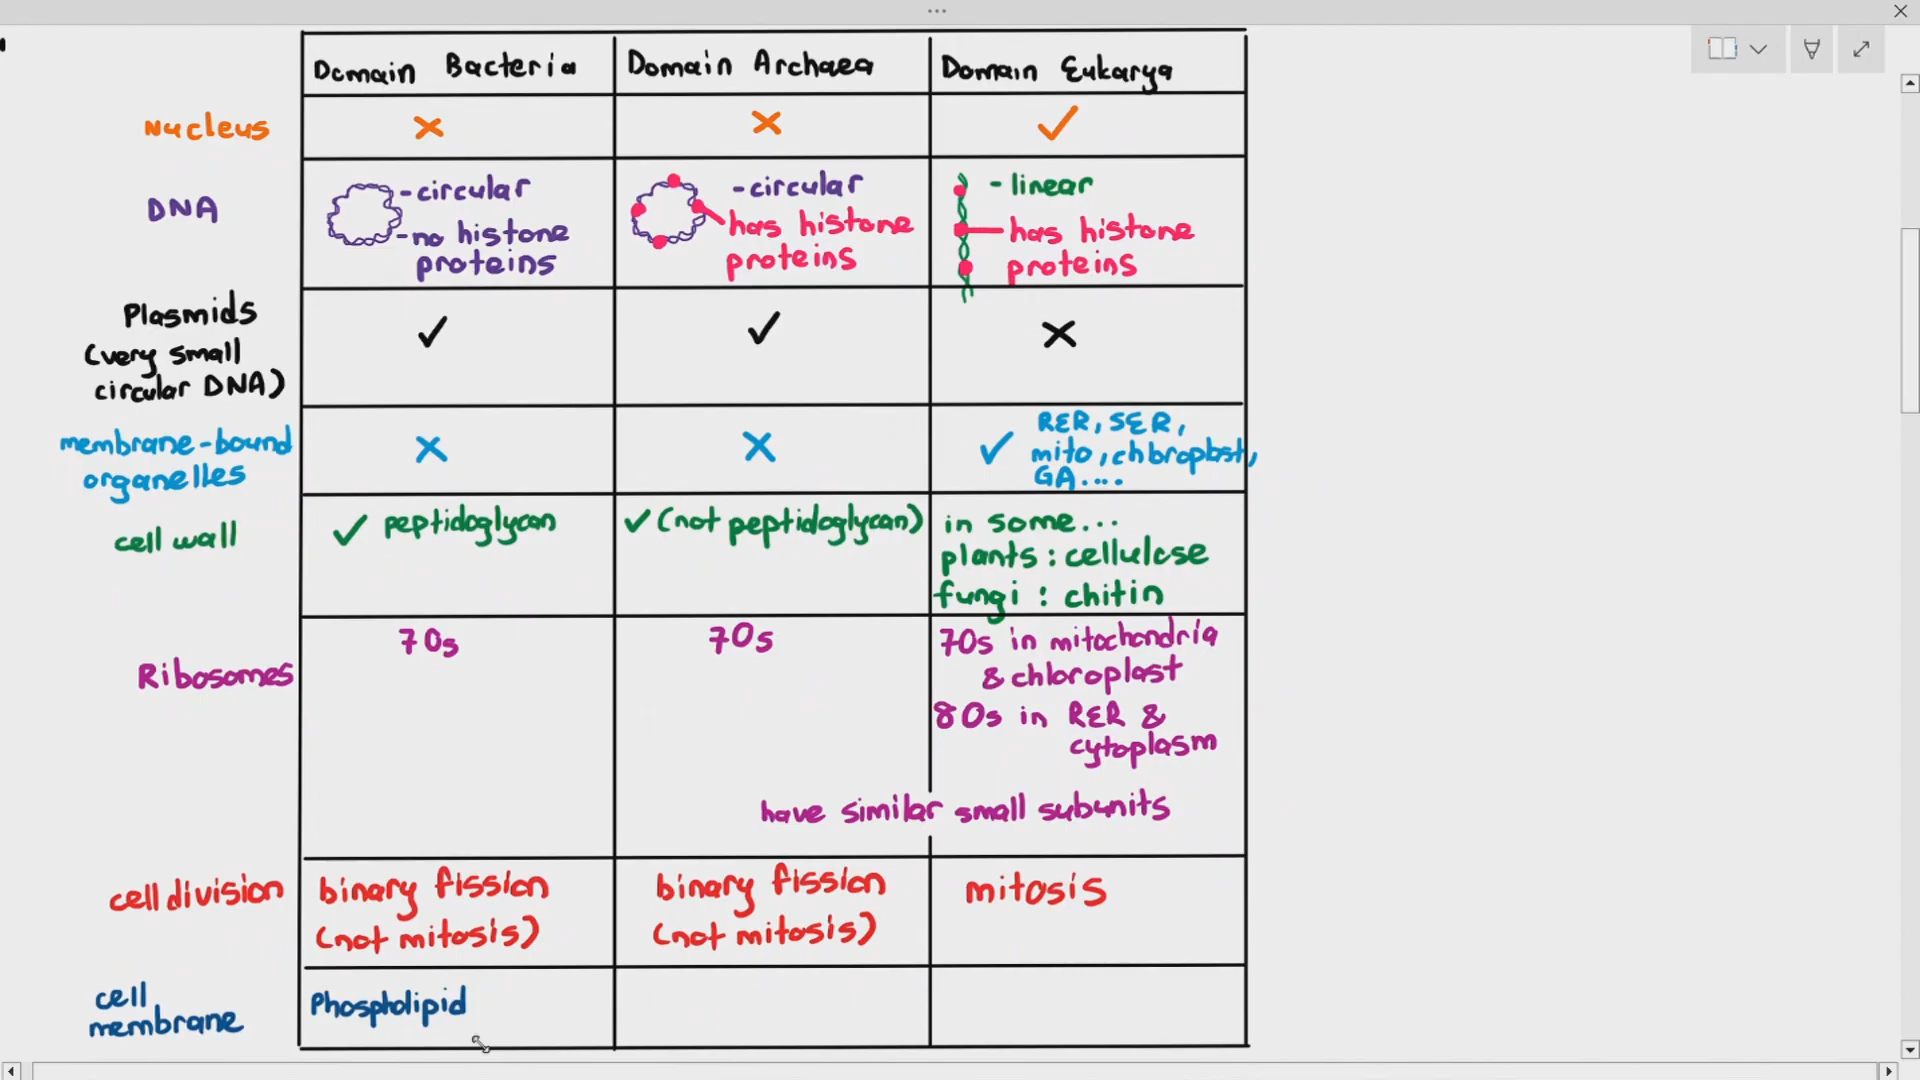 Domain Bacteria
Domain Archaea
Domain Eukarya
Nucleus
DNA
-circular
-no histone
proteins
-circular
has histone
proteins
- linear
has histone
proteins
Plasmids
(very small
circular DNA)
membrane-bound
organelles
RER, SER,
mito, chloroplast,
GA....
cell wall
peptidoglycan
(not peptidoglycan)
in some...
plants : cellulose
fungi : chitin
Ribosomes
70s
70s
70s in mitochondria
& chloroplast
80s in RER &
cytoplasm
have similar small subunits
cell division
binary fission
(not mitosis)
binary fission
(not mitosis)
mitosis
cell
membrane
Phospholipid